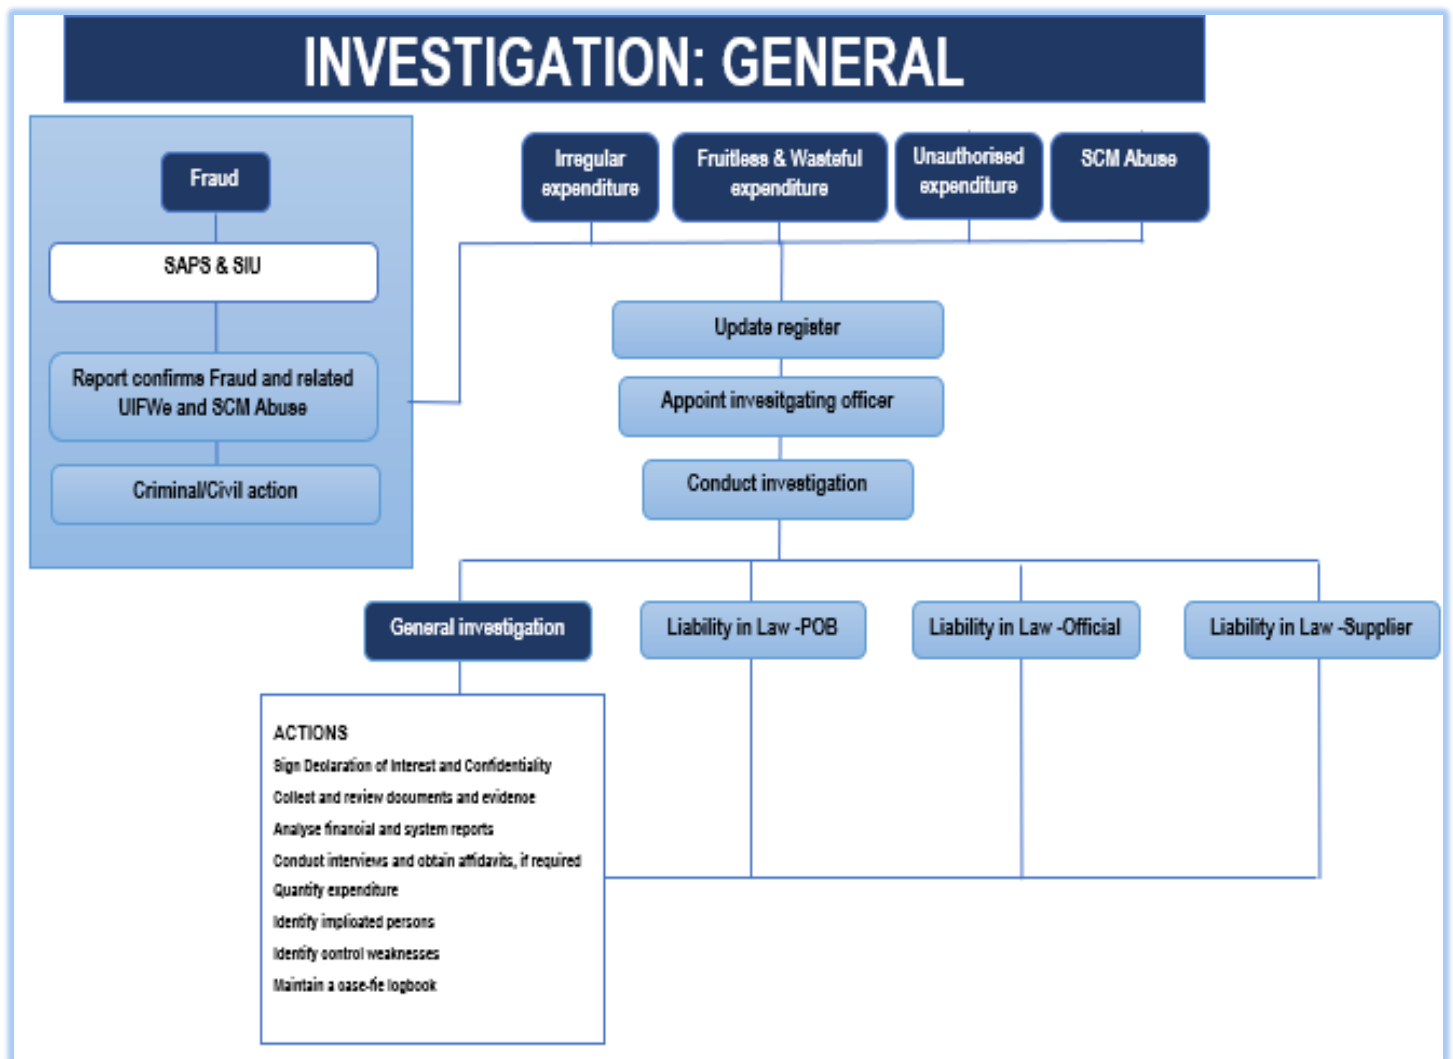 INVESTIGATION: GENERAL
Fraud
SAPS & SIU
Report confirms Fraud and related
UIFWe and SCM Abuse
Criminal/Civil action
Irregular
expenditure
Fruitless & Wasteful
expenditure
Unauthorised
expenditure
SCM Abuse
Update register
Appoint invesitgating officer
Conduct investigation
General investigation
Liability in Law -POB
Liability in Law -Official
Liability in Law -Supplier
ACTIONS
Sign Declaration of Interest and Confidentiality
Collect and review documents and evidence
Analyse financial and system reports
Conduct interviews and obtain affidavits, if required
Quantify expenditure
Identify implicated persons
Identify control weaknesses
Maintain a case-fie logbook